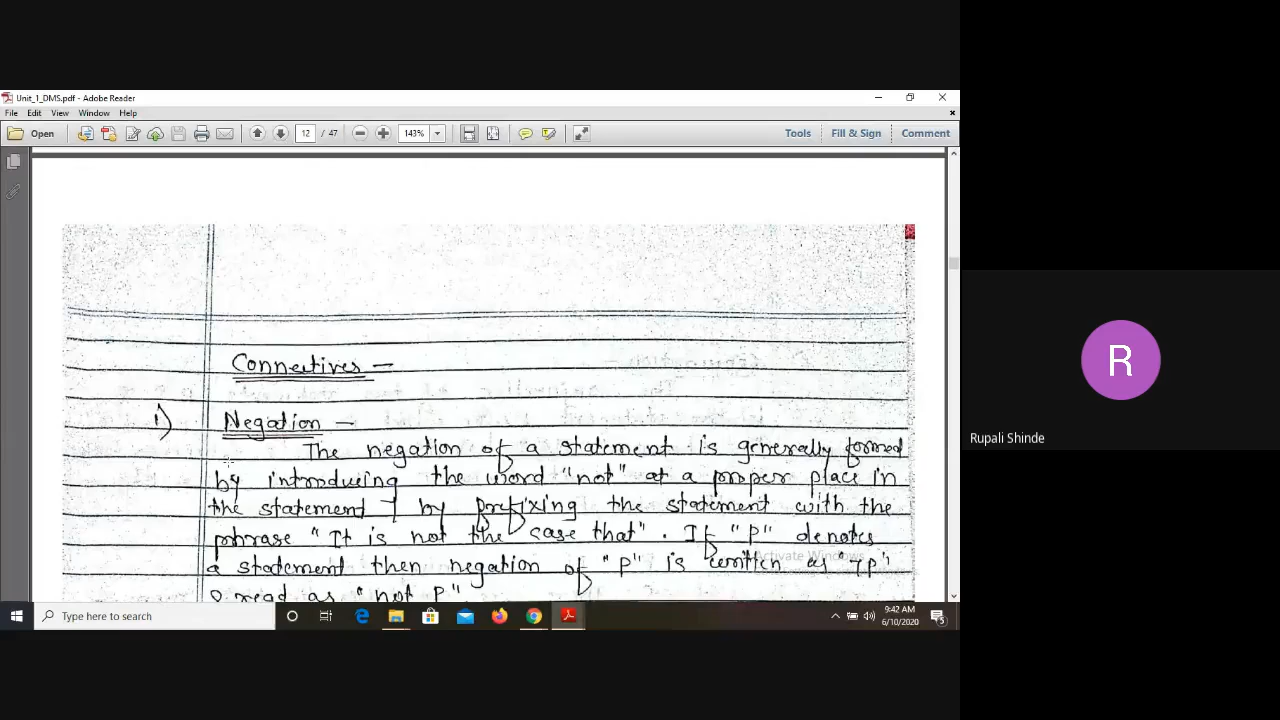 Unit_1_DMS.pdf - Adobe Reader
File Edit View Window Help
Open 12 / 47 143% Tools Fill & Sign Comment
Connectives –
1) Negation –
The negation of a statement is generally formed
by introducing the word "not" at a proper place in
the statement by prefixing the statement with the
phrase "It is not the case that". If "P" denotes
a statement then negation of "P" is written as "¬P"
read as "not P"
Activate Windows
R
Rupali Shinde
Type here to search
9:42 AM
6/10/2020
5